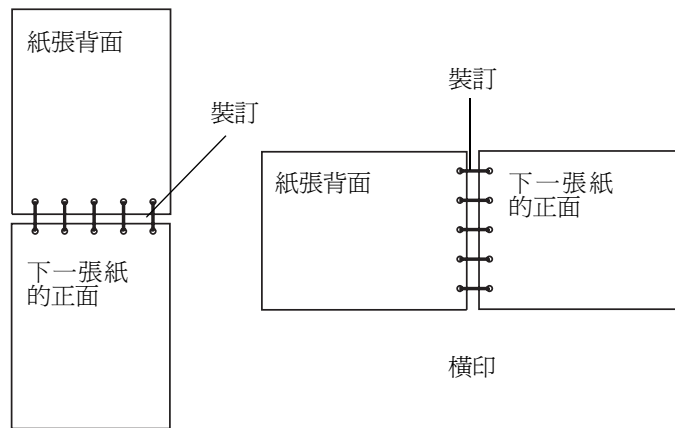 紙張背面
裝訂
下一張紙
的正面
裝訂
紙張背面
下一張紙
的正面
橫印